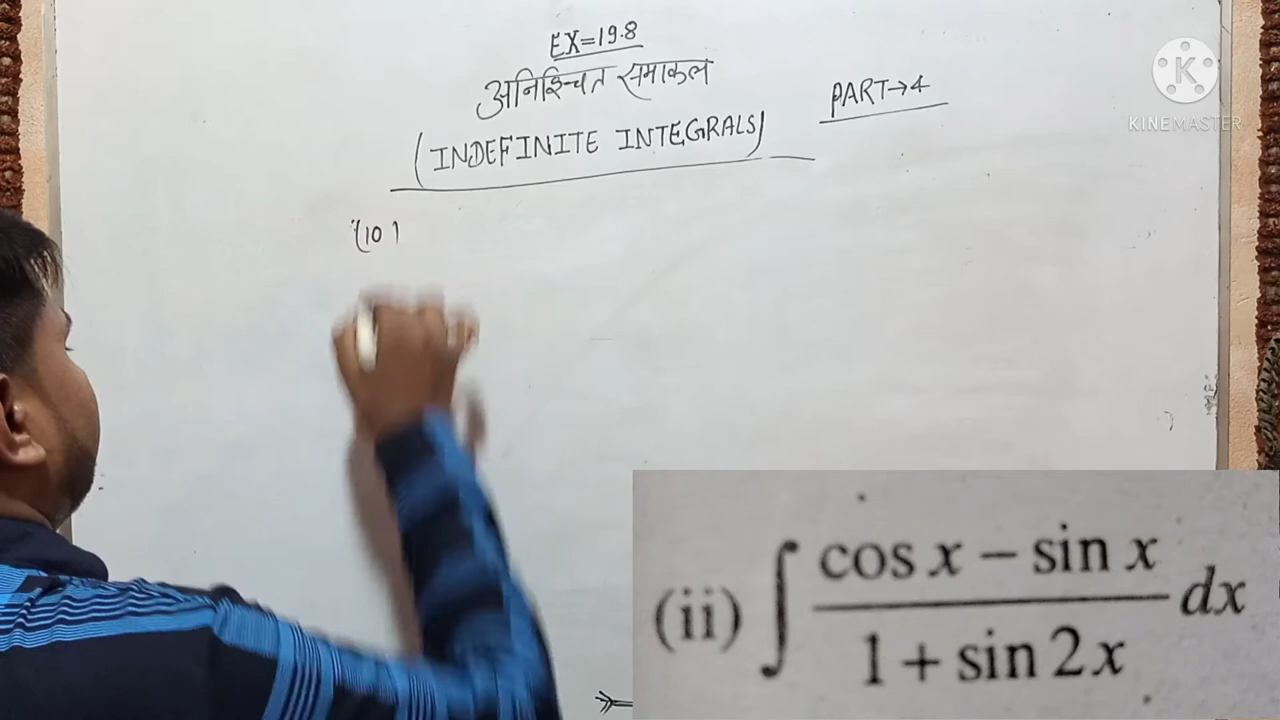 EX=19.8
अनिश्चित समाकल
PART→4
(INDEFINITE INTEGRALS)
(10)
K
KINEMASTER
(ii) ∫ (cos x − sin x)/(1 + sin 2x) dx